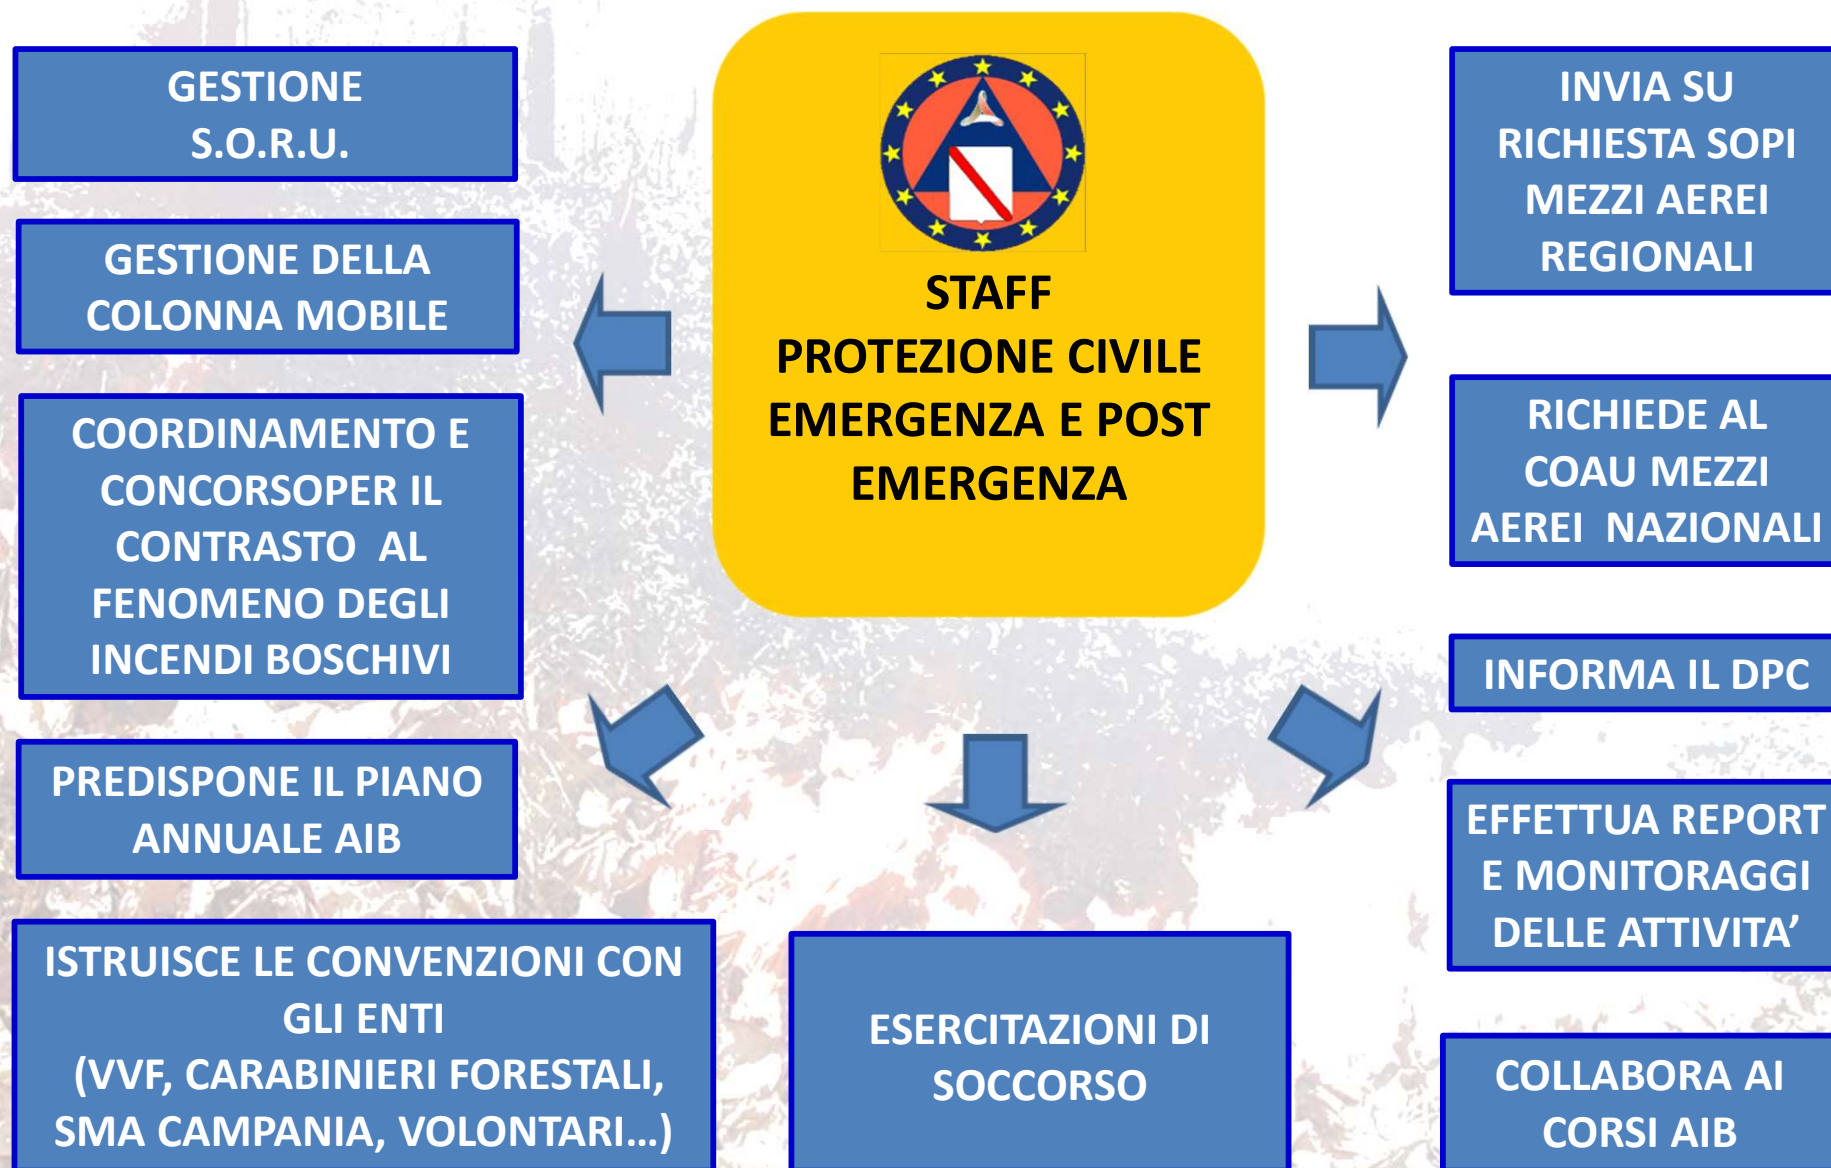 GESTIONE
S.O.R.U.
GESTIONE DELLA
COLONNA MOBILE
COORDINAMENTO E
CONCORSOPER IL
CONTRASTO  AL
FENOMENO DEGLI
INCENDI BOSCHIVI
PREDISPONE IL PIANO
ANNUALE AIB
ISTRUISCE LE CONVENZIONI CON
GLI ENTI
(VVF, CARABINIERI FORESTALI,
SMA CAMPANIA, VOLONTARI...)
STAFF
PROTEZIONE CIVILE
EMERGENZA E POST
EMERGENZA
ESERCITAZIONI DI
SOCCORSO
INVIA SU
RICHIESTA SOPI
MEZZI AEREI
REGIONALI
RICHIEDE AL
COAU MEZZI
AEREI  NAZIONALI
INFORMA IL DPC
EFFETTUA REPORT
E MONITORAGGI
DELLE ATTIVITA’
COLLABORA AI
CORSI AIB